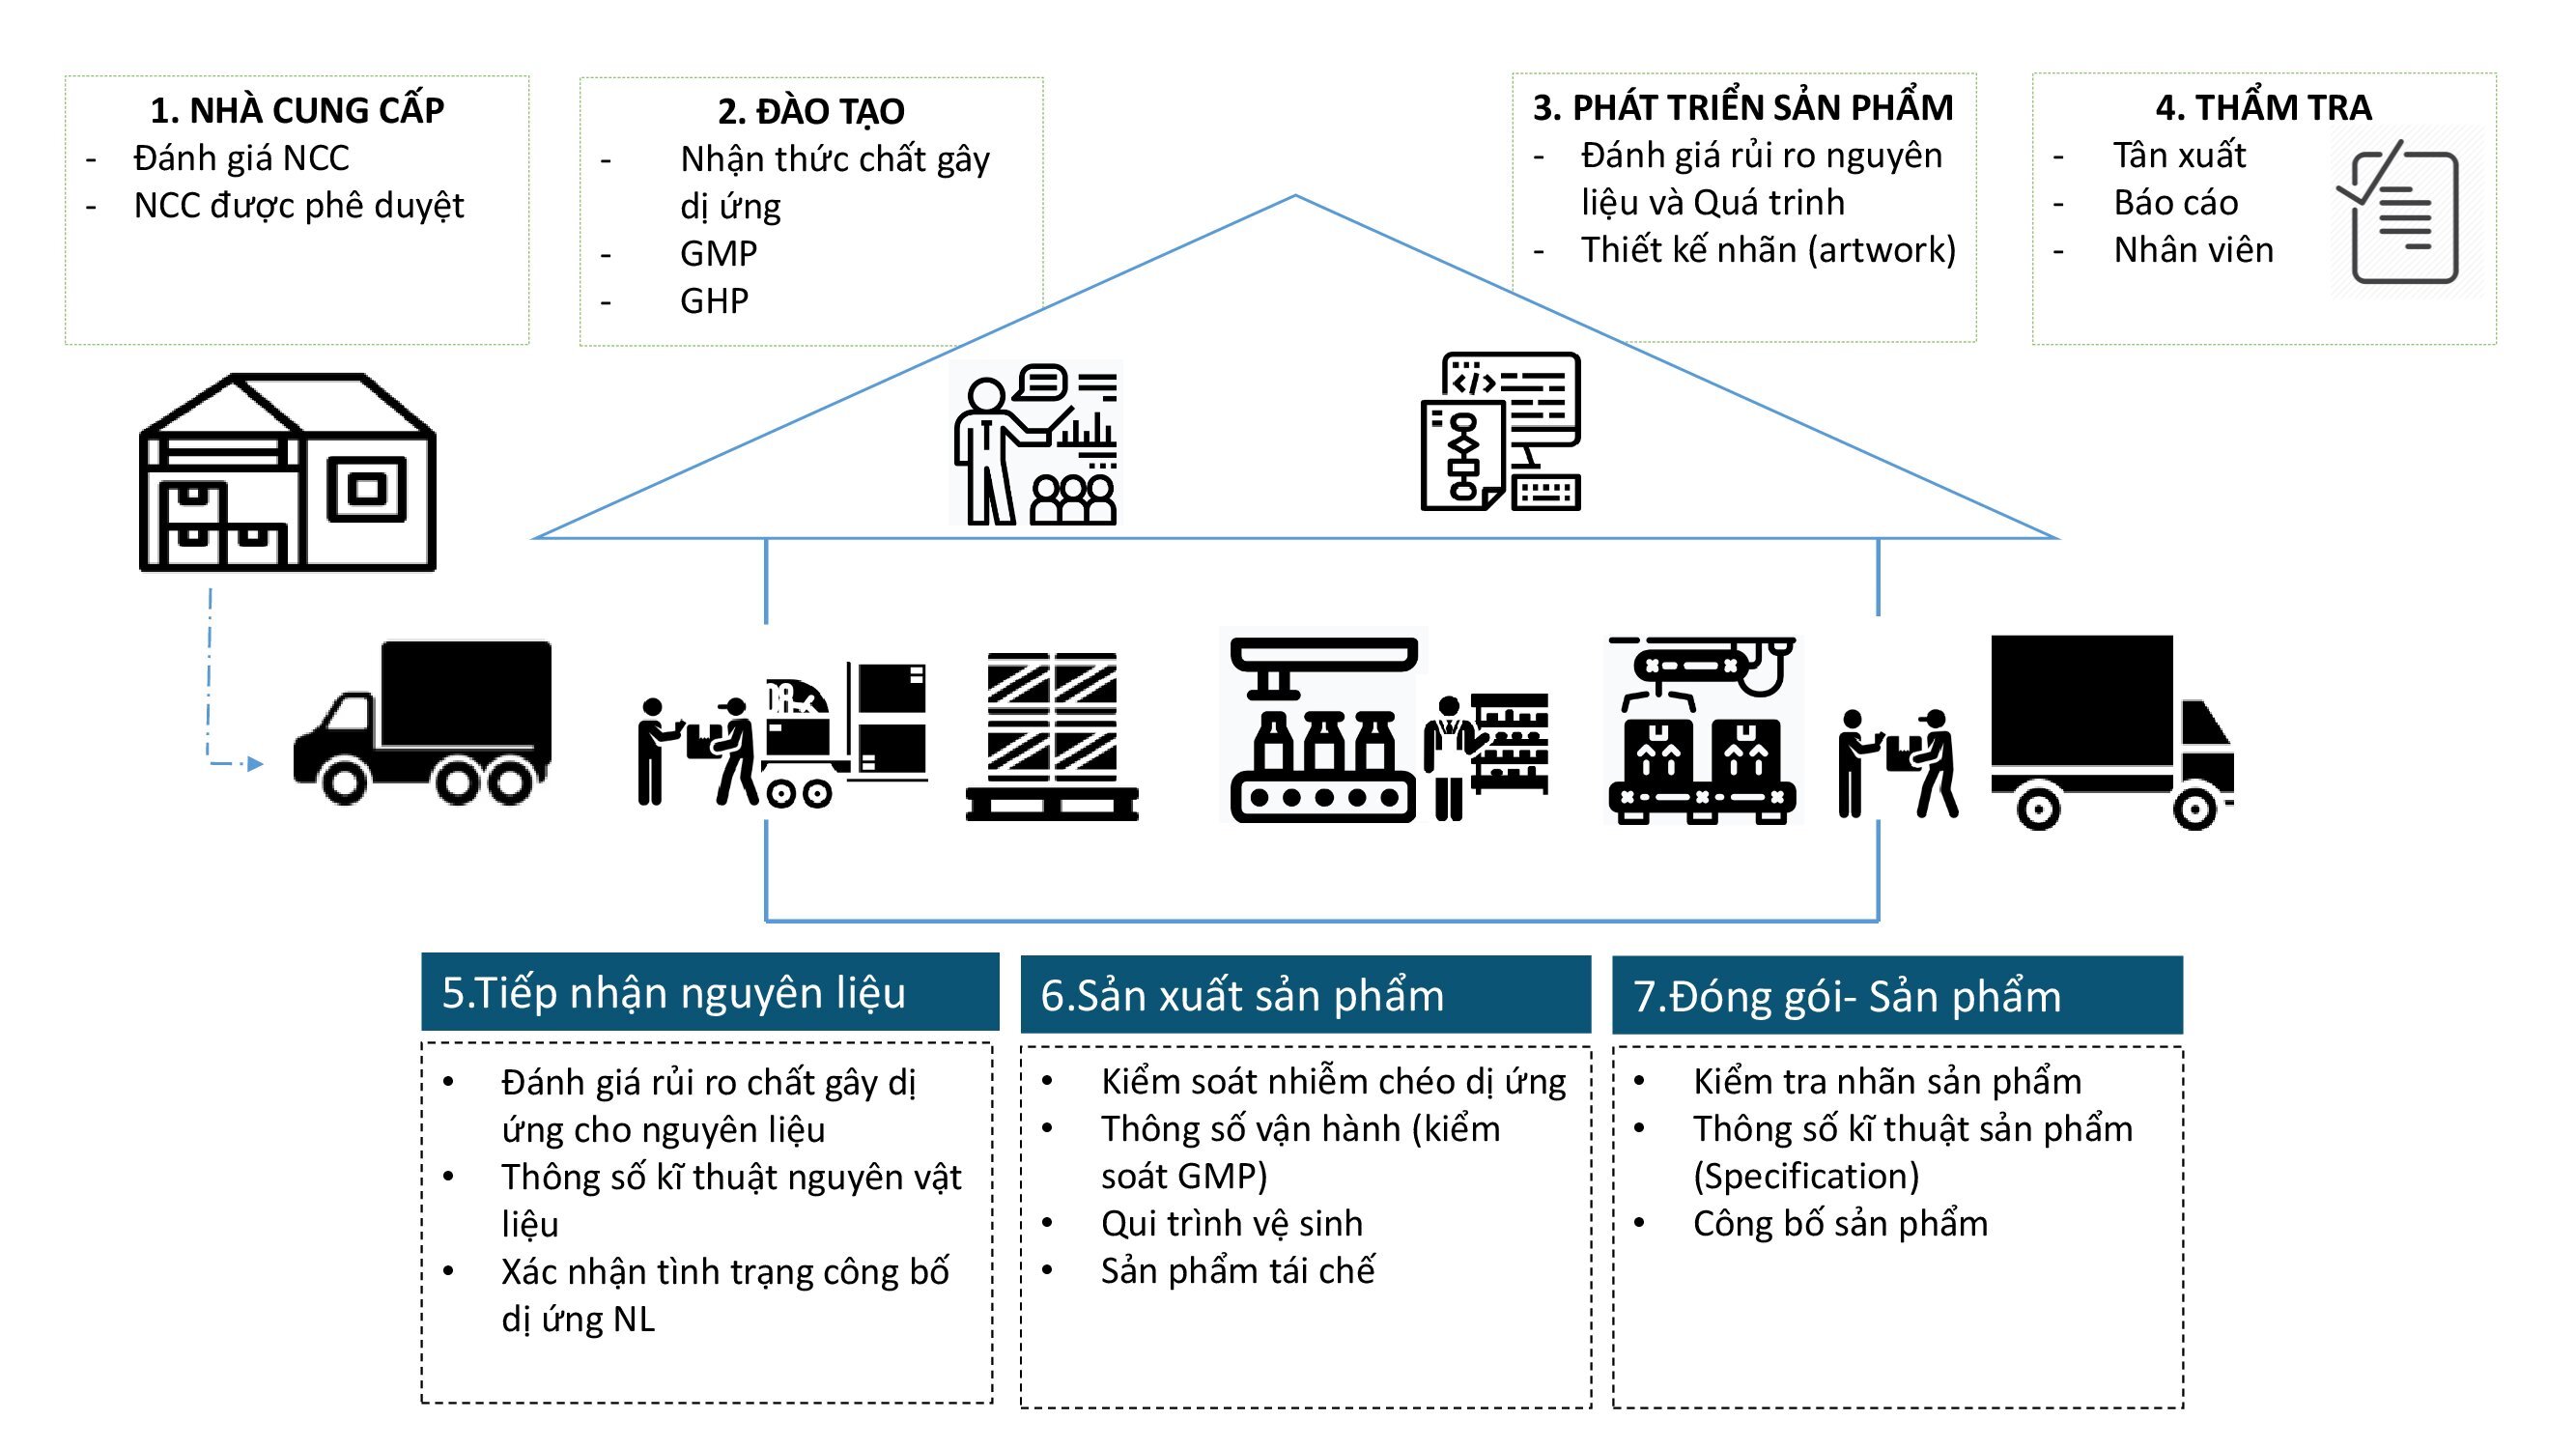 1. NHÀ CUNG CẤP
- Đánh giá NCC
- NCC được phê duyệt
2. ĐÀO TẠO
- Nhận thức chất gây
dị ứng
- GMP
- GHP
3. PHÁT TRIỂN SẢN PHẨM
- Đánh giá rủi ro nguyên
liệu và Quá trinh
- Thiết kế nhãn (artwork)
4. THẨM TRA
- Tân xuất
- Báo cáo
- Nhân viên
5.Tiếp nhận nguyên liệu
• Đánh giá rủi ro chất gây dị
ứng cho nguyên liệu
• Thông số kĩ thuật nguyên vật
liệu
• Xác nhận tình trạng công bố
dị ứng NL
6.Sản xuất sản phẩm
• Kiểm soát nhiễm chéo dị ứng
• Thông số vận hành (kiểm
soát GMP)
• Qui trình vệ sinh
• Sản phẩm tái chế
7.Đóng gói- Sản phẩm
• Kiểm tra nhãn sản phẩm
• Thông số kĩ thuật sản phẩm
(Specification)
• Công bố sản phẩm